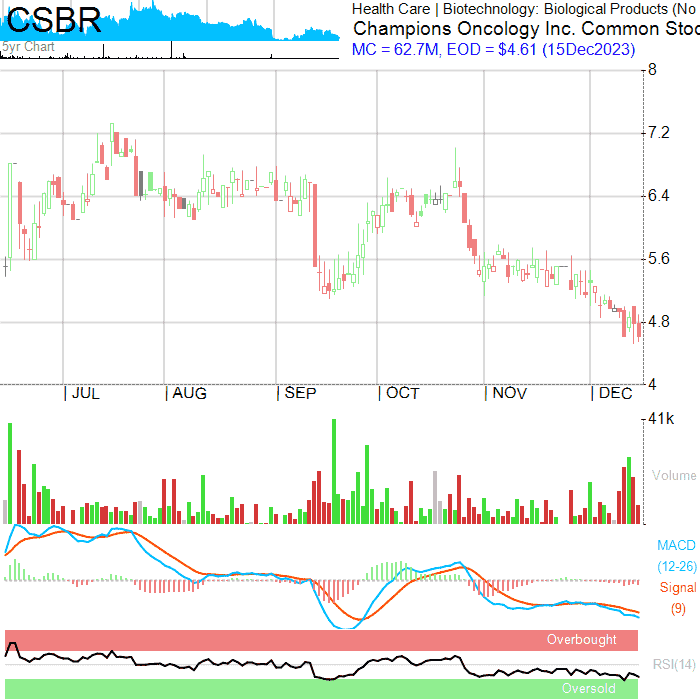 CSBR
Health Care | Biotechnology: Biological Products (No
Champions Oncology Inc. Common Stoc
MC = 62.7M, EOD = $4.61 (15Dec2023)
5yr Chart
8
7.2
6.4
5.6
4.8
4
JUL AUG SEP OCT NOV DEC
41k
Volume
MACD
(12-26)
Signal
(9)
Overbought
RSI(14)
Oversold